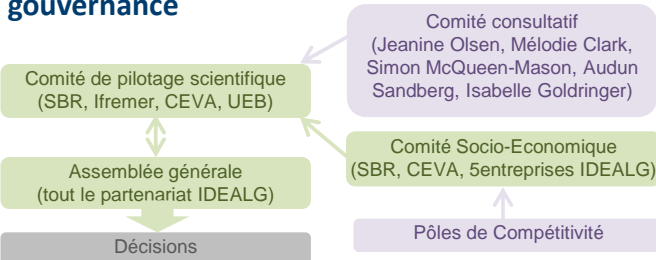 gouvernance
Comité consultatif
(Jeanine Olsen, Mélodie Clark,
Simon McQueen-Mason, Audun
Sandberg, Isabelle Goldringer)
Comité de pilotage scientifique
(SBR, Ifremer, CEVA, UEB)
Comité Socio-Economique
(SBR, CEVA, 5entreprises IDEALG)
Assemblée générale
(tout le partenariat IDEALG)
Pôles de Compétitivité
Décisions